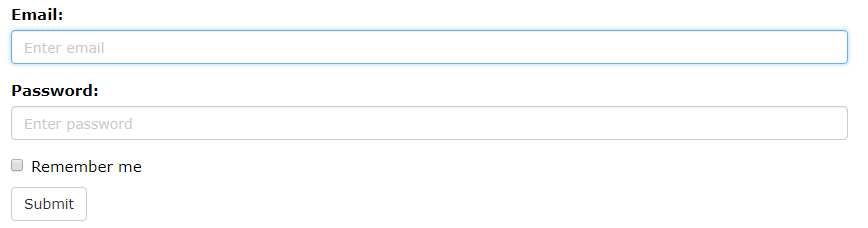 Email:
Enter email
Password:
Enter password
Remember me
Submit